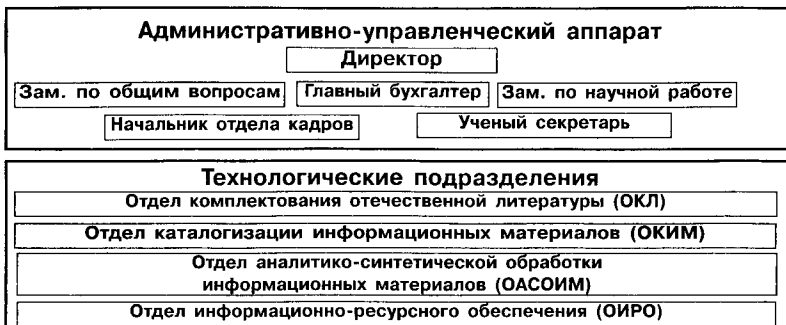 Административно-управленческий аппарат
Директор
Зам. по общим вопросам Главный бухгалтер Зам. по научной работе
Начальник отдела кадров Ученый секретарь
Технологические подразделения
Отдел комплектования отечественной литературы (ОКЛ)
Отдел каталогизации информационных материалов (ОКИМ)
Отдел аналитико-синтетической обработки
информационных материалов (ОАСОИМ)
Отдел информационно-ресурсного обеспечения (ОИРО)